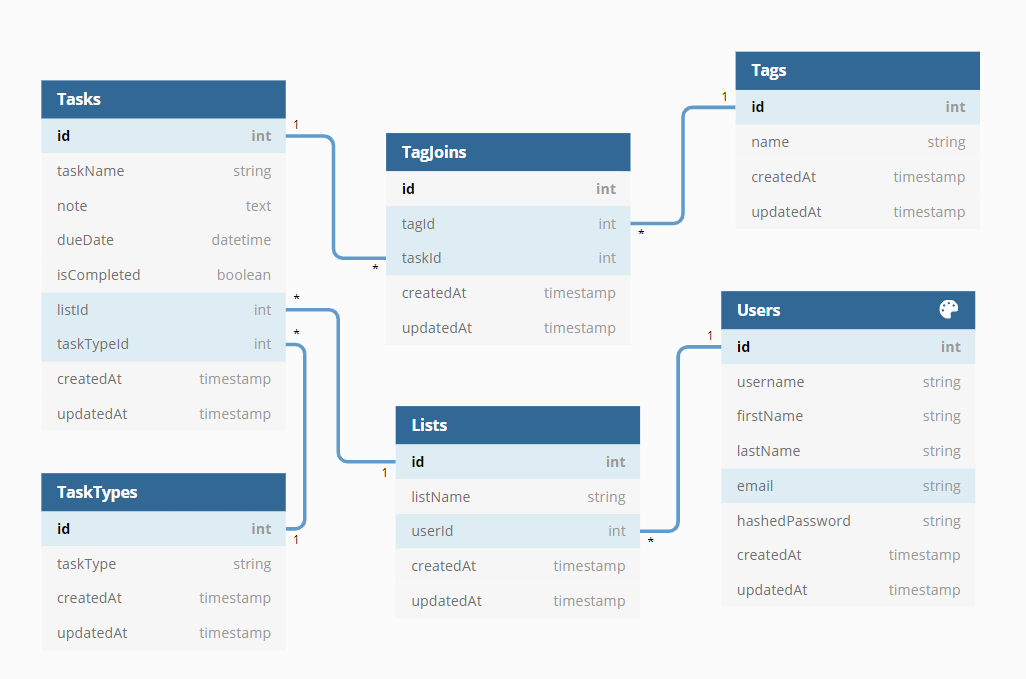 Tasks
id int
taskName string
note text
dueDate datetime
isCompleted boolean
listId int
taskTypeId int
createdAt timestamp
updatedAt timestamp
1
*
*
TaskTypes
id int
taskType string
createdAt timestamp
updatedAt timestamp
1
TagJoins
id int
tagId int
taskId int
createdAt timestamp
updatedAt timestamp
*
*
Lists
id int
listName string
userId int
createdAt timestamp
updatedAt timestamp
1
*
Tags
id int
name string
createdAt timestamp
updatedAt timestamp
1
Users
id int
username string
firstName string
lastName string
email string
hashedPassword string
createdAt timestamp
updatedAt timestamp
1